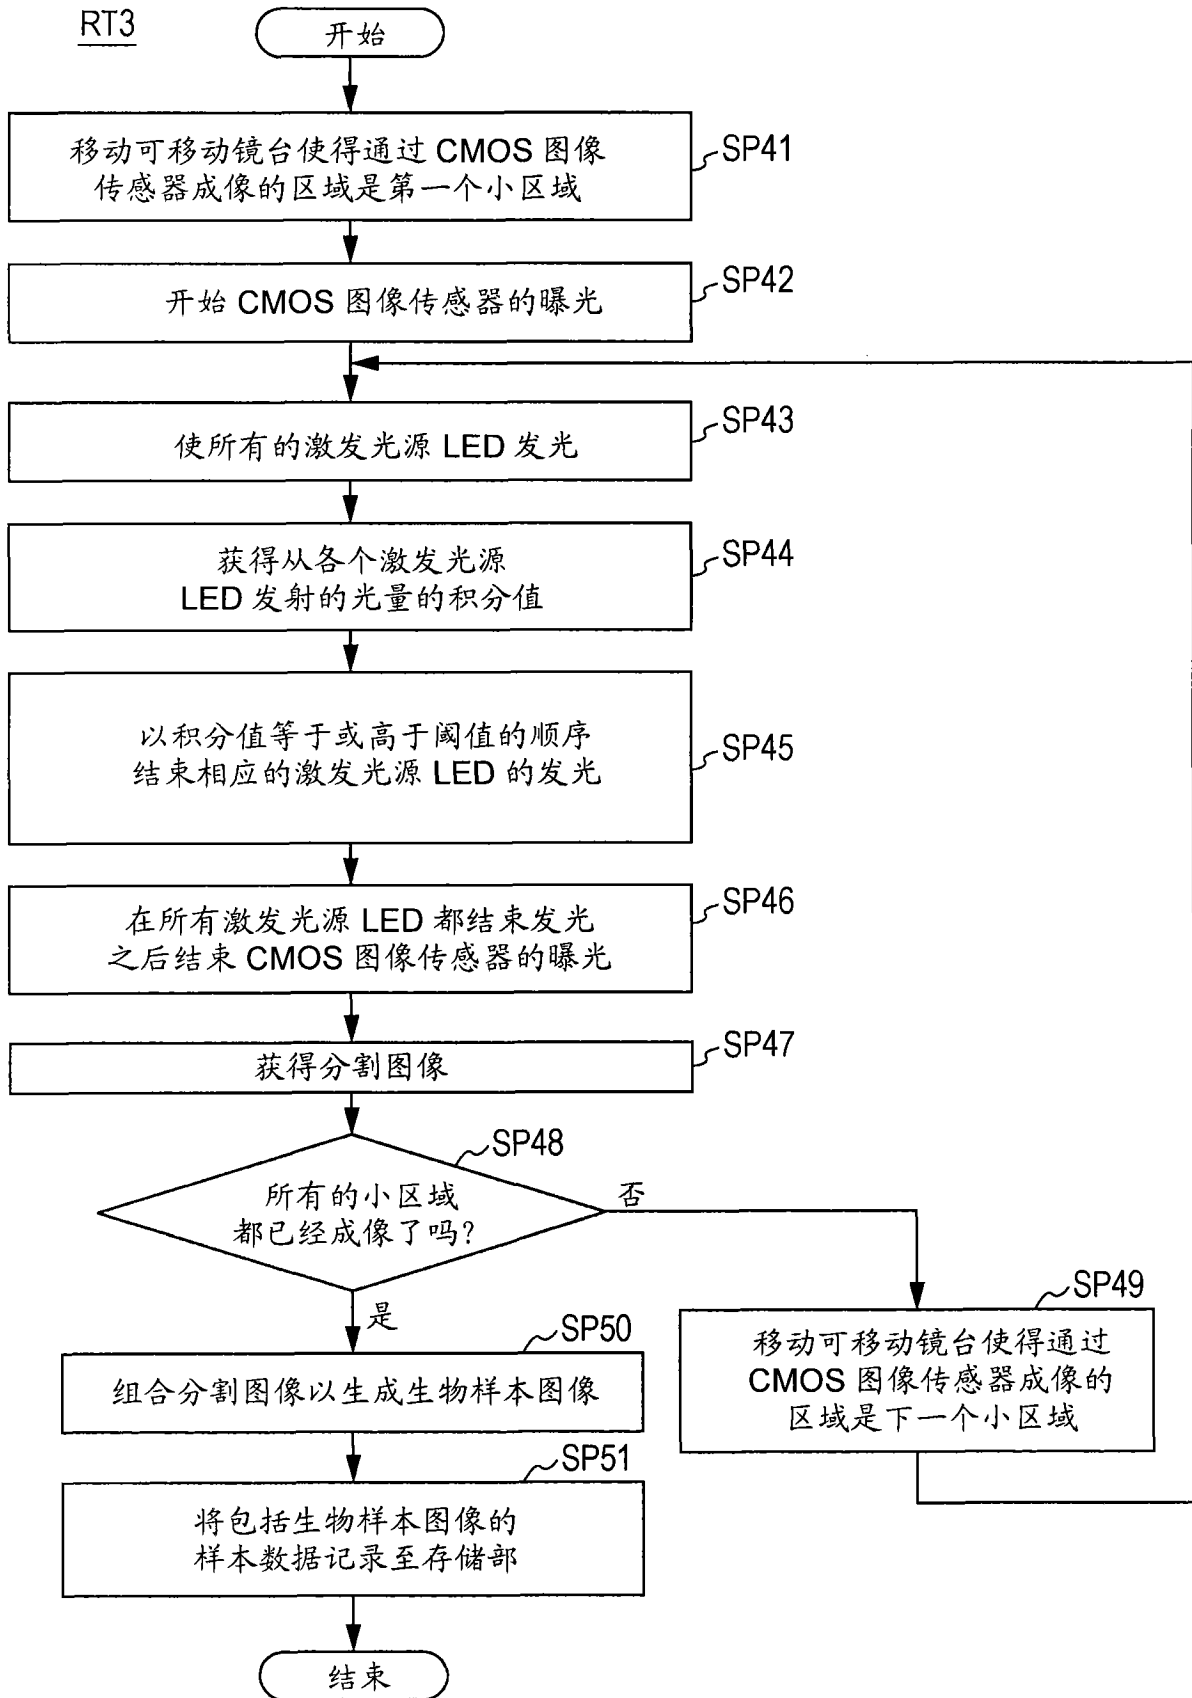 RT3
开始
移动可移动镜台使得通过 CMOS 图像
传感器成像的区域是第一个小区域
SP41
开始 CMOS 图像传感器的曝光
SP42
使所有的激发光源 LED 发光
SP43
获得从各个激发光源
LED 发射的光量的积分值
SP44
以积分值等于或高于阈值的顺序
结束相应的激发光源 LED 的发光
SP45
在所有激发光源 LED 都结束发光
之后结束 CMOS 图像传感器的曝光
SP46
获得分割图像
SP47
SP48
所有的小区域
都已经成像了吗?
否
是
SP49
移动可移动镜台使得通过
CMOS 图像传感器成像的
区域是下一个小区域
SP50
组合分割图像以生成生物样本图像
SP51
将包括生物样本图像的
样本数据记录至存储部
结束